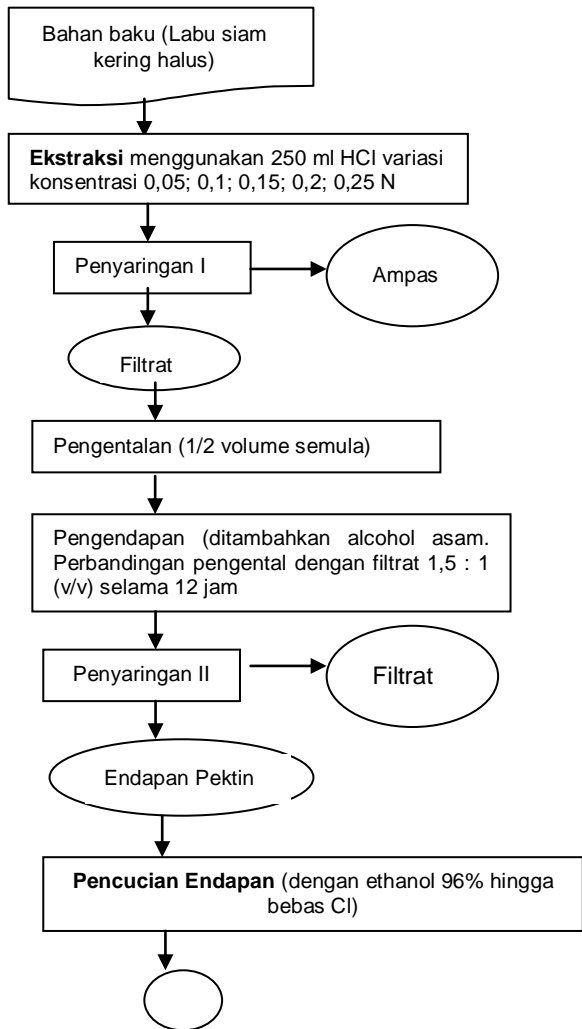 Bahan baku (Labu siam
kering halus)
Ekstraksi menggunakan 250 ml HCl variasi
konsentrasi 0,05; 0,1; 0,15; 0,2; 0,25 N
Penyaringan I
Ampas
Filtrat
Pengentalan (1/2 volume semula)
Pengendapan (ditambahkan alcohol asam.
Perbandingan pengental dengan filtrat 1,5 : 1
(v/v) selama 12 jam
Penyaringan II
Filtrat
Endapan Pektin
Pencucian Endapan (dengan ethanol 96% hingga
bebas Cl)